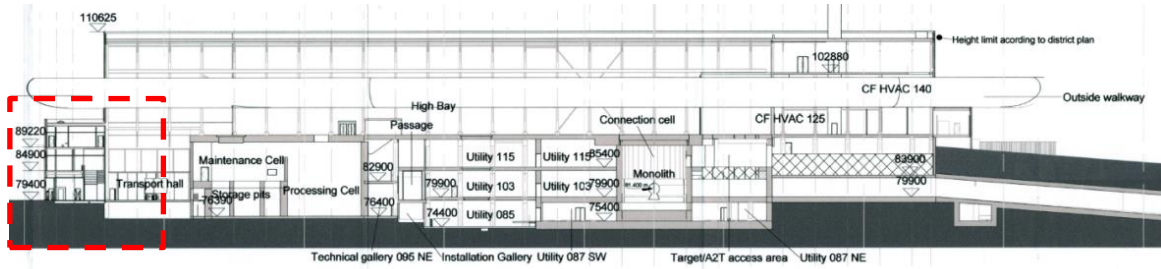 110625
Height limit acording to district plan
102880
CF HVAC 140
Outside walkway
High Bay
Passage
Connection cell
CF HVAC 125
89220
84900
79400
Transport hall
Maintenance Cell
Storage pits
Processing Cell
76390
82900
76400
79900
74400
Utility 115
Utility 103
Utility 085
Utility 115
Utility 103
85400
79900
75400
Monolith
83900
79900
Technical gallery 095 NE
Installation Gallery
Utility 087 SW
Target/A2T access area
Utility 087 NE